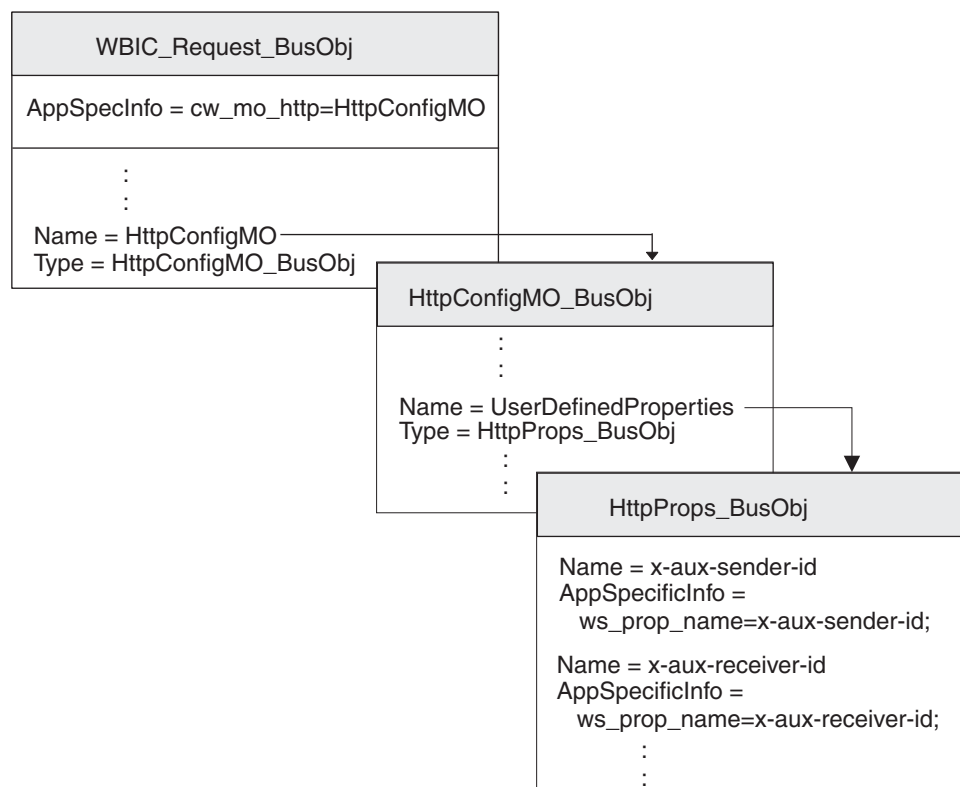 WBIC_Request_BusObj
AppSpecInfo = cw_mo_http=HttpConfigMO
:
:
Name = HttpConfigMO
Type = HttpConfigMO_BusObj
HttpConfigMO_BusObj
:
:
Name = UserDefinedProperties
Type = HttpProps_BusObj
:
:
HttpProps_BusObj
Name = x-aux-sender-id
AppSpecificInfo =
ws_prop_name=x-aux-sender-id;
Name = x-aux-receiver-id
AppSpecificInfo =
ws_prop_name=x-aux-receiver-id;
:
: